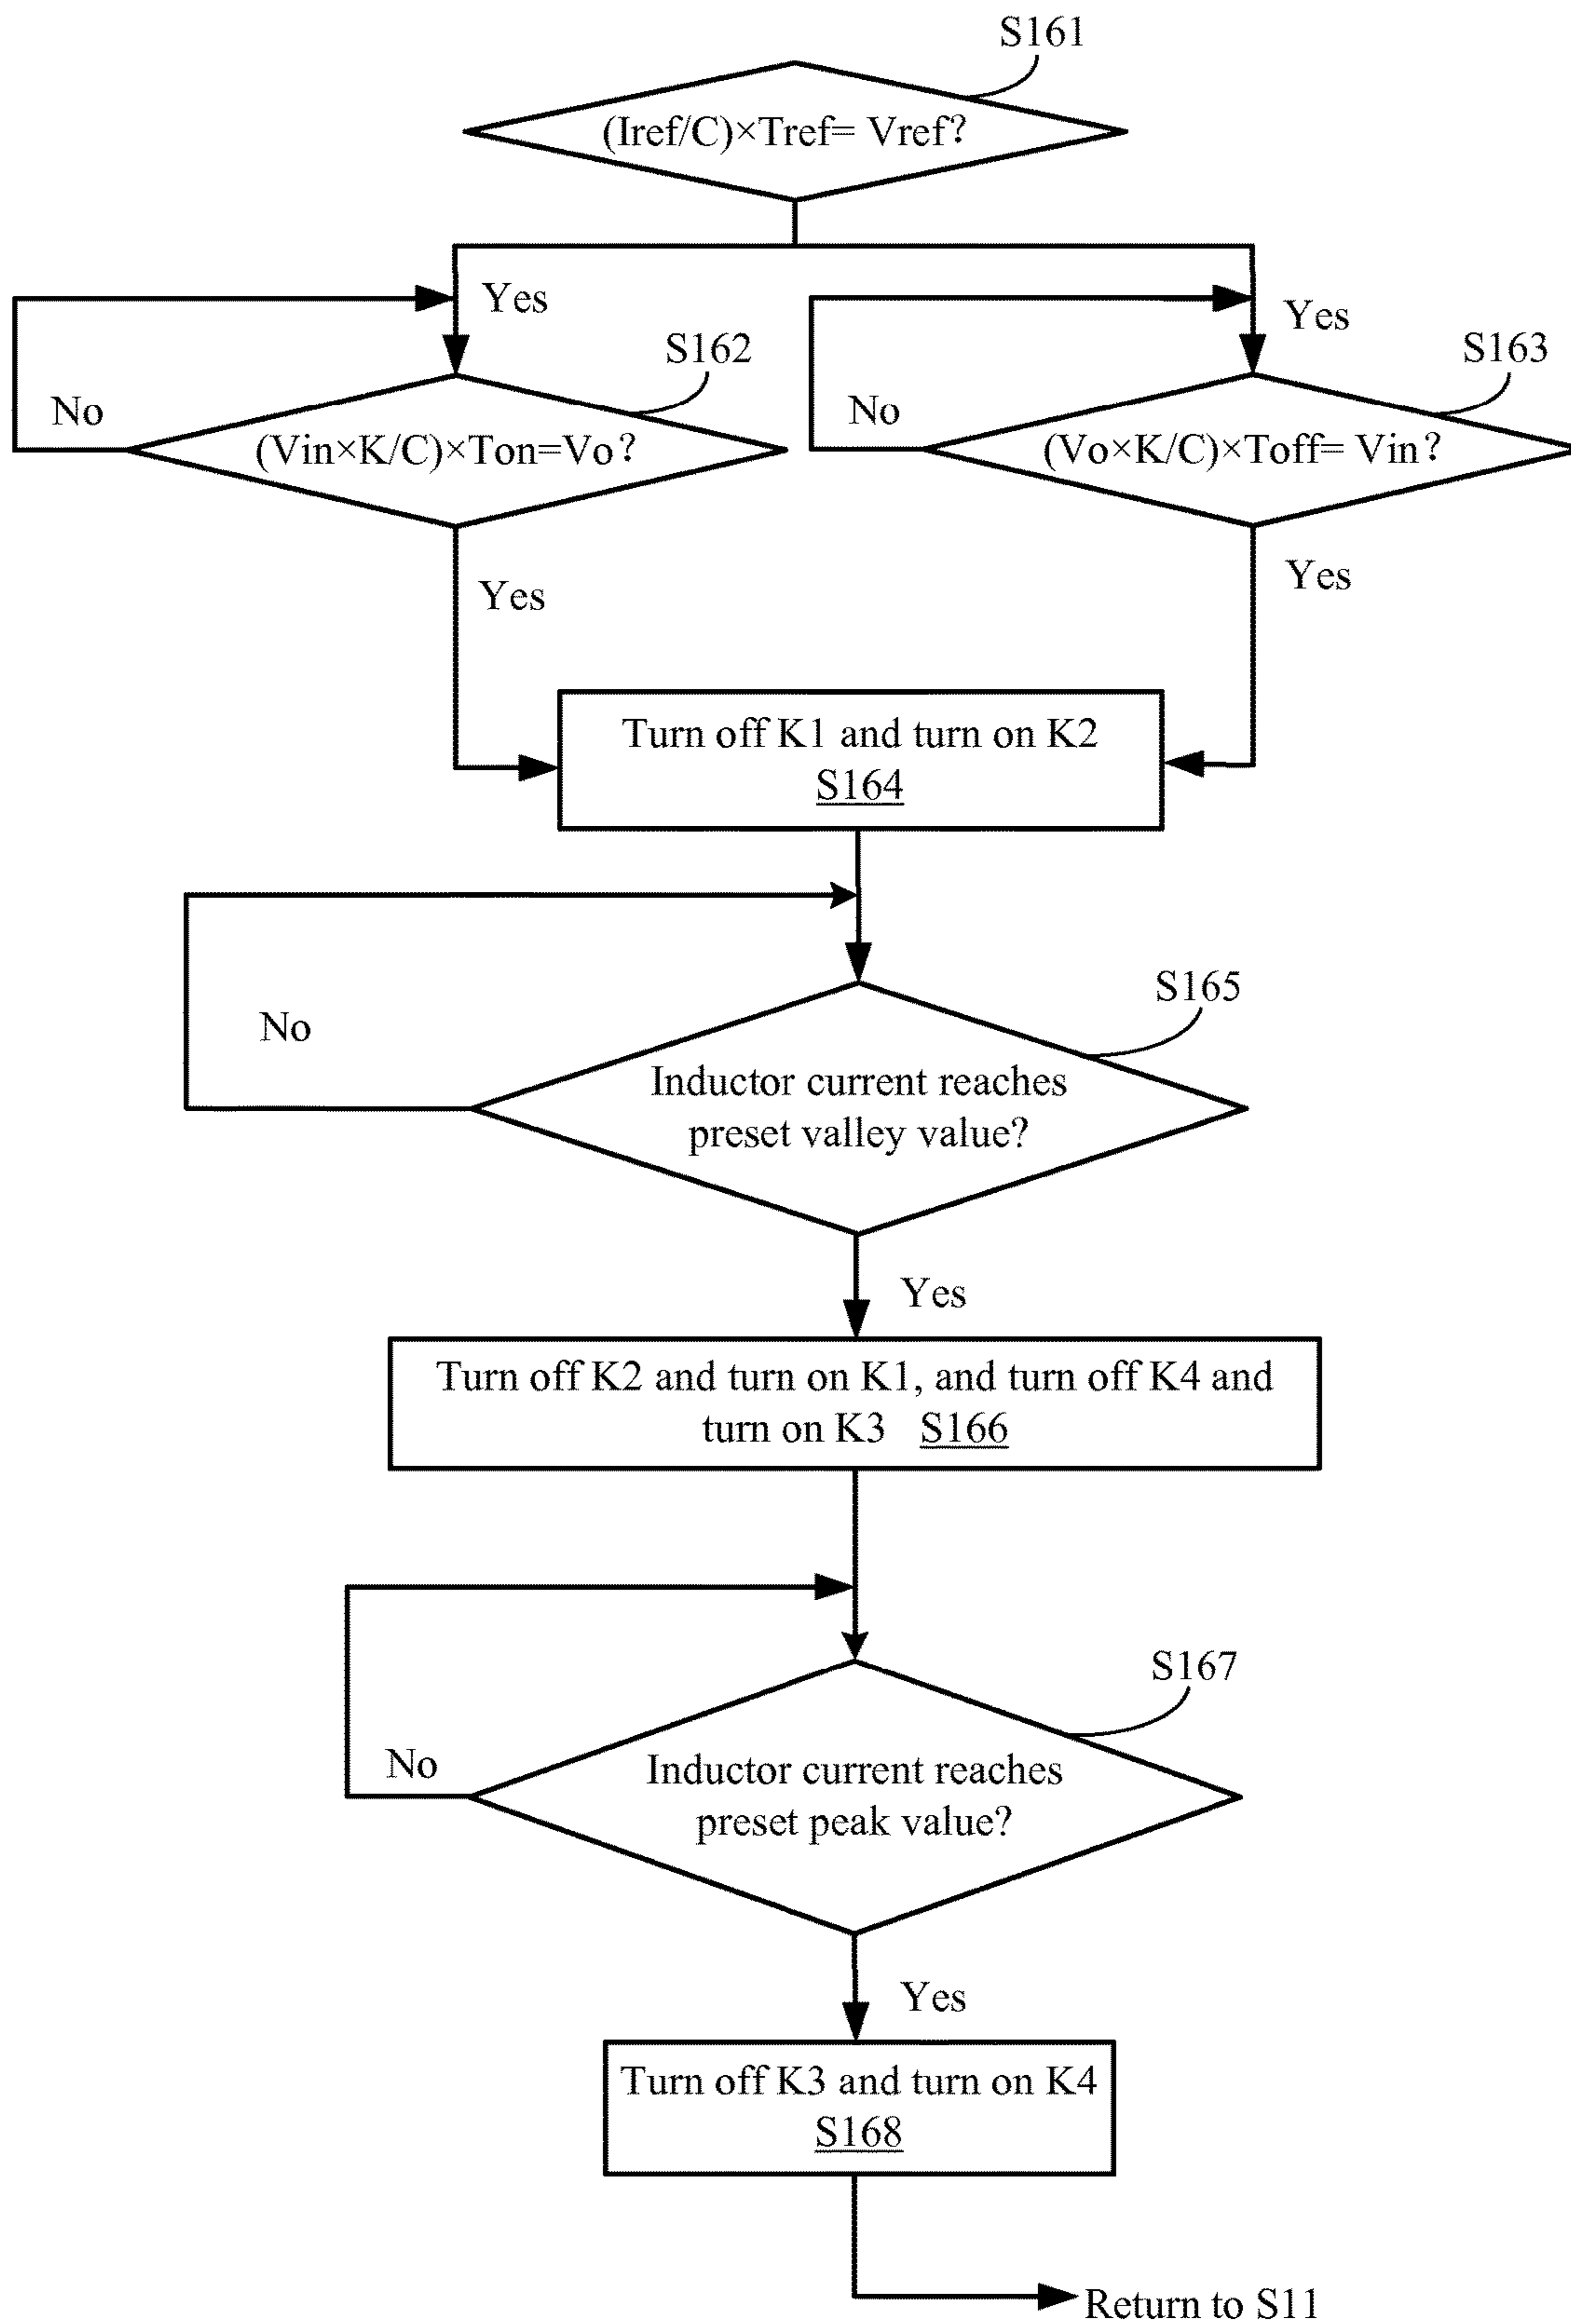 S161
(Iref/C)×Tref= Vref?
Yes
Yes
S162
S163
No
No
(Vin×K/C)×Ton=Vo?
(Vo×K/C)×Toff= Vin?
Yes
Yes
Turn off K1 and turn on K2
S164
S165
No
Inductor current reaches
preset valley value?
Yes
Turn off K2 and turn on K1, and turn off K4 and
turn on K3 S166
S167
No
Inductor current reaches
preset peak value?
Yes
Turn off K3 and turn on K4
S168
Return to S11